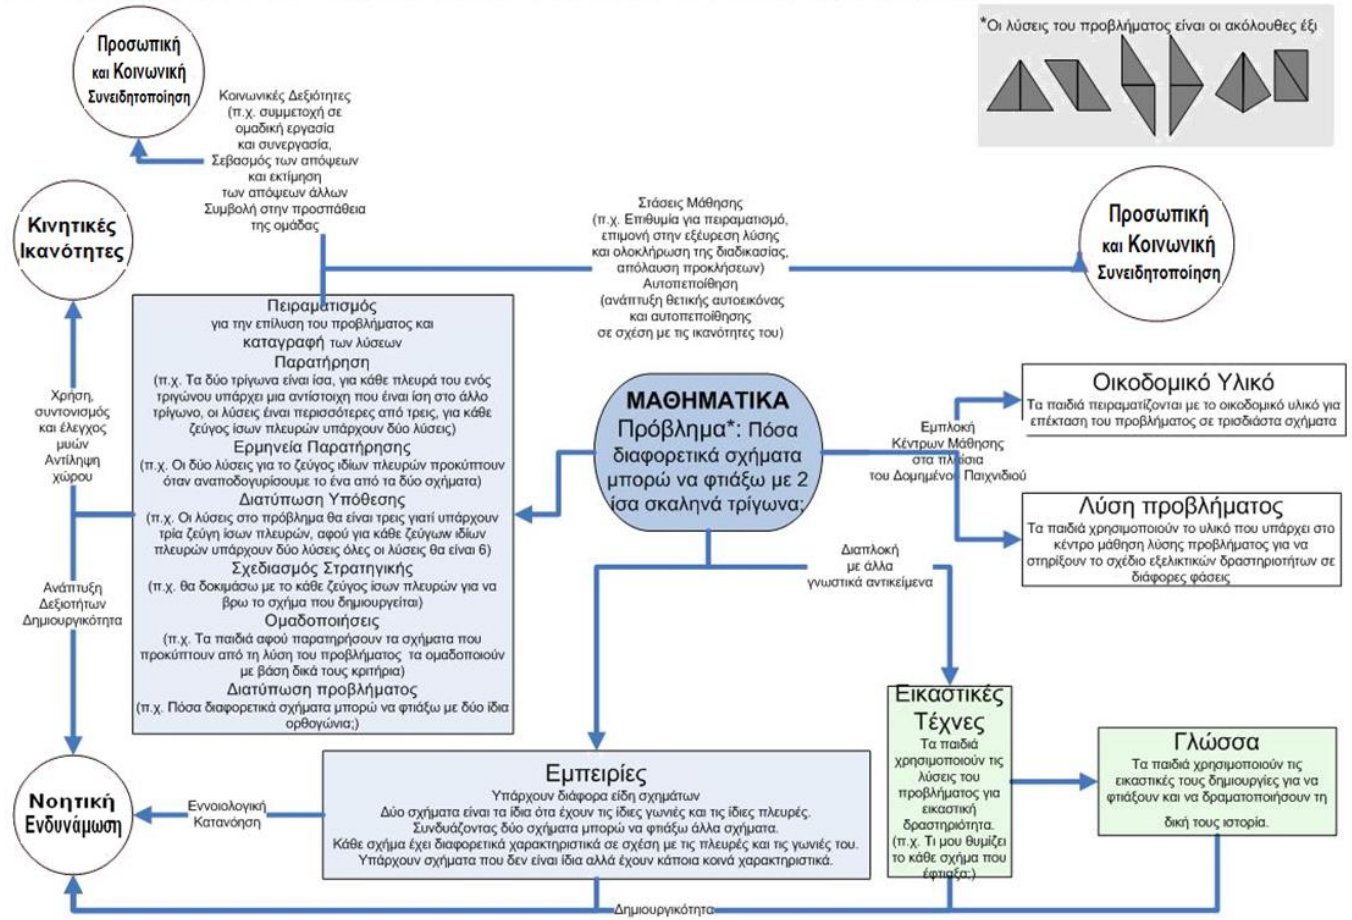 *Οι λύσεις του προβλήματος είναι οι ακόλουθες έξι
Προσωπική
και Κοινωνική
Συνειδητοποίηση
Κοινωνικές Δεξιότητες
(π.χ. συμμετοχή σε
ομαδική εργασία
και συνεργασία,
Σεβασμός των απόψεων
και εκτίμηση
των απόψεων άλλων
Συμβολή στην προσπάθεια
της ομάδας
Κινητικές
Ικανότητες
Στάσεις Μάθησης
(π.χ. Επιθυμία για πειραματισμό,
επιμονή στην εξέυρεση λύσης
και ολοκλήρωση της διαδικασίας,
απόλαυση προκλήσεων)
Αυτοπεποίθηση
(ανάπτυξη θετικής αυτοεικόνας
και αυτοπεποίθησης
σε σχέση με τις ικανότητες του)
Προσωπική
και Κοινωνική
Συνειδητοποίηση
Πειραματισμός
για την επίλυση του προβλήματος και
καταγραφή των λύσεων
Παρατήρηση
(π.χ. Τα δύο τρίγωνα είναι ίσα, για κάθε πλευρά του ενός
τριγώνου υπάρχει μια αντίστοιχη που έιναι ίση στο άλλο
τρίγωνο, οι λύσεις έιναι περισσότερες από τρεις, για κάθε
ζεύγος ίσων πλευρών υπάρχουν δύο λύσεις)
Ερμηνεία Παρατήρησης
(π.χ. Οι δύο λύσεις για το ζεύγος ιδίων πλευρών προκύπτουν
όταν αναποδογυρίσουμε το ένα από τα δύο σχήματα)
Διατύπωση Υπόθεσης
(π.χ. Οι λύσεις στο πρόβλημα θα είναι τρεις γιατί υπάρχουν
τρία ζεύγη ίσων πλευρών, αφού για κάθε ζεύγων ιδίων
πλευρών υπάρχουν δύο λύσεις όλες οι λύσεις θα είναι 6)
Σχεδιασμός Στρατηγικής
(π.χ. θα δοκιμάσω με το κάθε ζεύγος ίσων πλευρών για να
βρω το σχήμα που δημιουργείται)
Ομαδοποιήσεις
(π.χ. Τα παιδιά αφού παρατηρήσουν τα σχήματα που
προκύπτουν από τη λύση του προβλήματος τα ομαδοποιούν
με βάση δικά τους κριτήρια)
Διατύπωση προβλήματος
(π.χ. Πόσα διαφορετικά σχήματα μπορώ να φτιάξω με δύο ίδια
ορθογώνια;)
Χρήση,
συντονισμός
και έλεγχος
μυών
Αντίληψη
χώρου
Ανάπτυξη
Δεξιοτήτων
Δημιουργικότητα
ΜΑΘΗΜΑΤΙΚΑ
Πρόβλημα*: Πόσα
διαφορετικά σχήματα
μπορώ να φτιάξω με 2
ίσα σκαληνά τρίγωνα;
Εμπλοκή
Κέντρων Μάθησης
στα πλαίσια
του Δομημένου Παιχνιδιού
Οικοδομικό Υλικό
Τα παιδιά πειραματίζονται με το οικοδομικό υλικό για
επέκταση του προβλήματος σε τρισδιάστα σχήματα
Λύση προβλήματος
Τα παιδιά χρησιμοποιούν το υλικό που υπάρχει στο
κέντρο μάθηση λύσης προβλήματος για να
στηρίξουν το σχέδιο εξελικτικών δραστηριοτήτων σε
διάφορες φάσεις
Διαπλοκή
με άλλα
γνωστικά αντικείμενα
Εικαστικές
Τέχνες
Τα παιδιά
χρησιμοποιούν τις
λύσεις του
προβλήματος για
εικαστική
δραστηριότητα.
(π.χ. Τι μου θυμίζει
το κάθε σχήμα που
έφτιαξα;)
Γλώσσα
Τα παιδιά χρησιμοποιούν τις
εικαστικές τους δημιουργίες για να
φτιάξουν και να δραματοποιήσουν τη
δική τους ιστορία.
Εμπειρίες
Υπάρχουν διάφορα είδη σχημάτων
Δύο σχήματα είναι τα ίδια ότα έχουν τις ίδιες γωνιές και τις ίδιες πλευρές.
Συνδυάζοντας δύο σχήματα μπορώ να φτιάξω άλλα σχήματα.
Κάθε σχήμα έχει διαφορετικά χαρακτηριστικά σε σχέση με τις πλευρές και τις γωνιές του.
Υπάρχουν σχήματα που δεν είναι ίδια αλλά έχουν κάποια κοινά χαρακτηριστικά.
Εννοιολογική
Κατανόηση
Νοητική
Ενδυνάμωση
Δημιουργικότητα